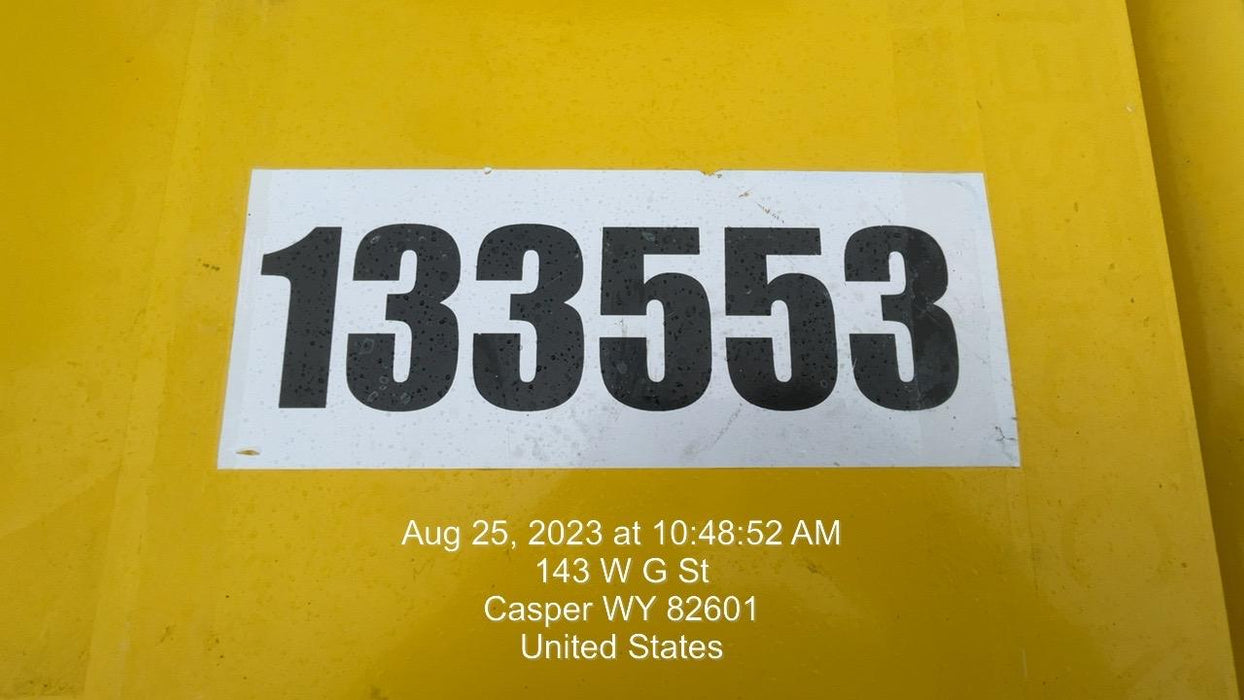 133553
Aug 25, 2023 at 10:48:52 AM
143 W G St
Casper WY 82601
United States